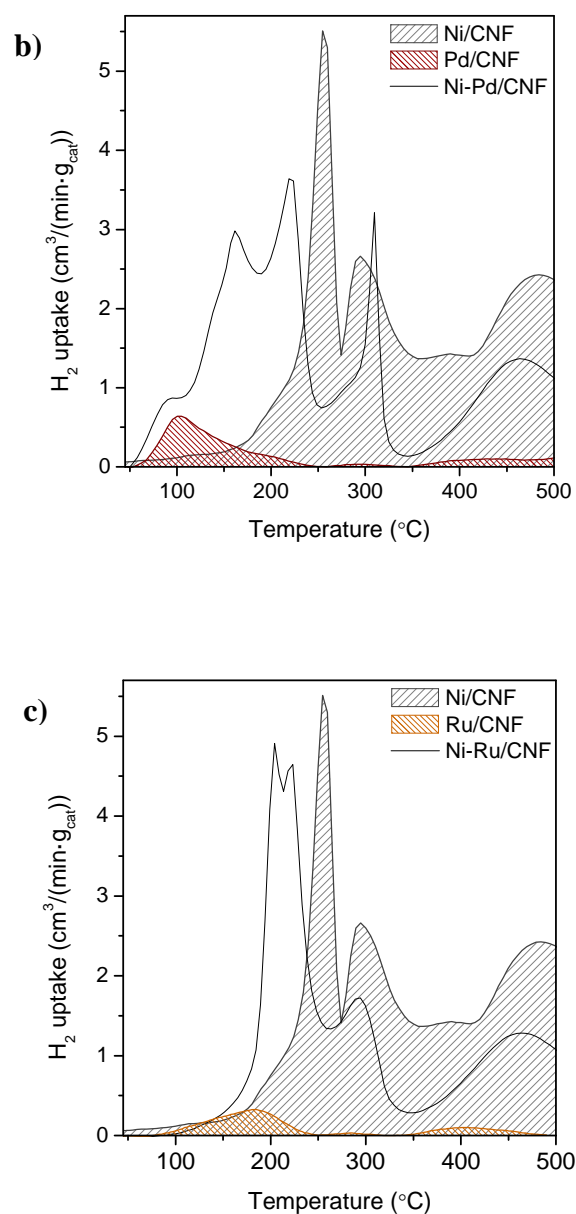 b)
Ni/CNF
Pd/CNF
Ni-Pd/CNF
H₂ uptake (cm³/(min·g_cat))
5
4
3
2
1
0
100 200 300 400 500
Temperature (°C)
c)
Ni/CNF
Ru/CNF
Ni-Ru/CNF
H₂ uptake (cm³/(min·g_cat))
5
4
3
2
1
0
100 200 300 400 500
Temperature (°C)